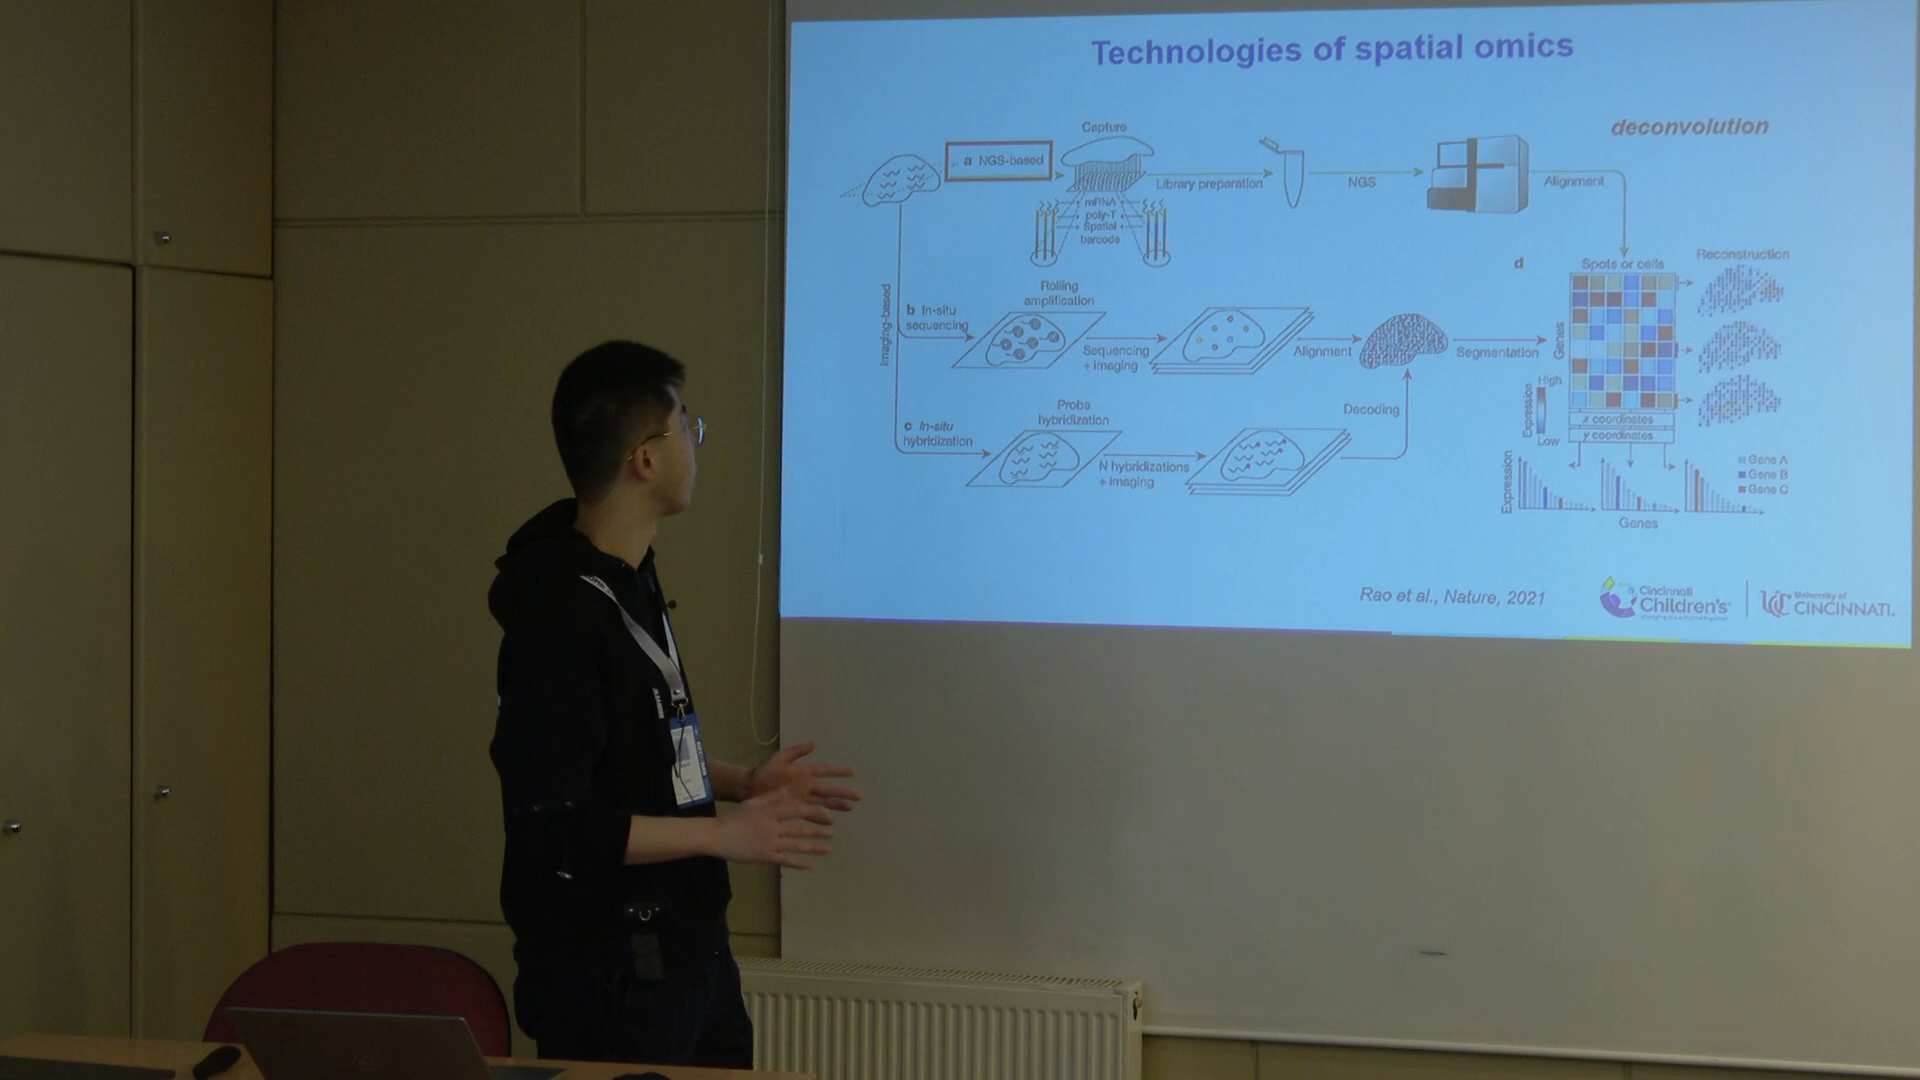 Technologies of spatial omics
deconvolution
Capture
a NGS-based
Library preparation
NGS
Alignment
mRNA
poly-T
Spatial
barcode
d
Spots or cells
Reconstruction
Imaging-based
Rolling
amplification
b In-situ
sequencing
Sequencing
+ imaging
Alignment
Segmentation
Genes
High
Expression
Low
Probe
hybridization
Decoding
c In-situ
hybridization
N hybridizations
+ imaging
x coordinates
y coordinates
Expression
Gene A
Gene B
Gene C
Genes
Rao et al., Nature, 2021
Cincinnati
Children's
University of
CINCINNATI.